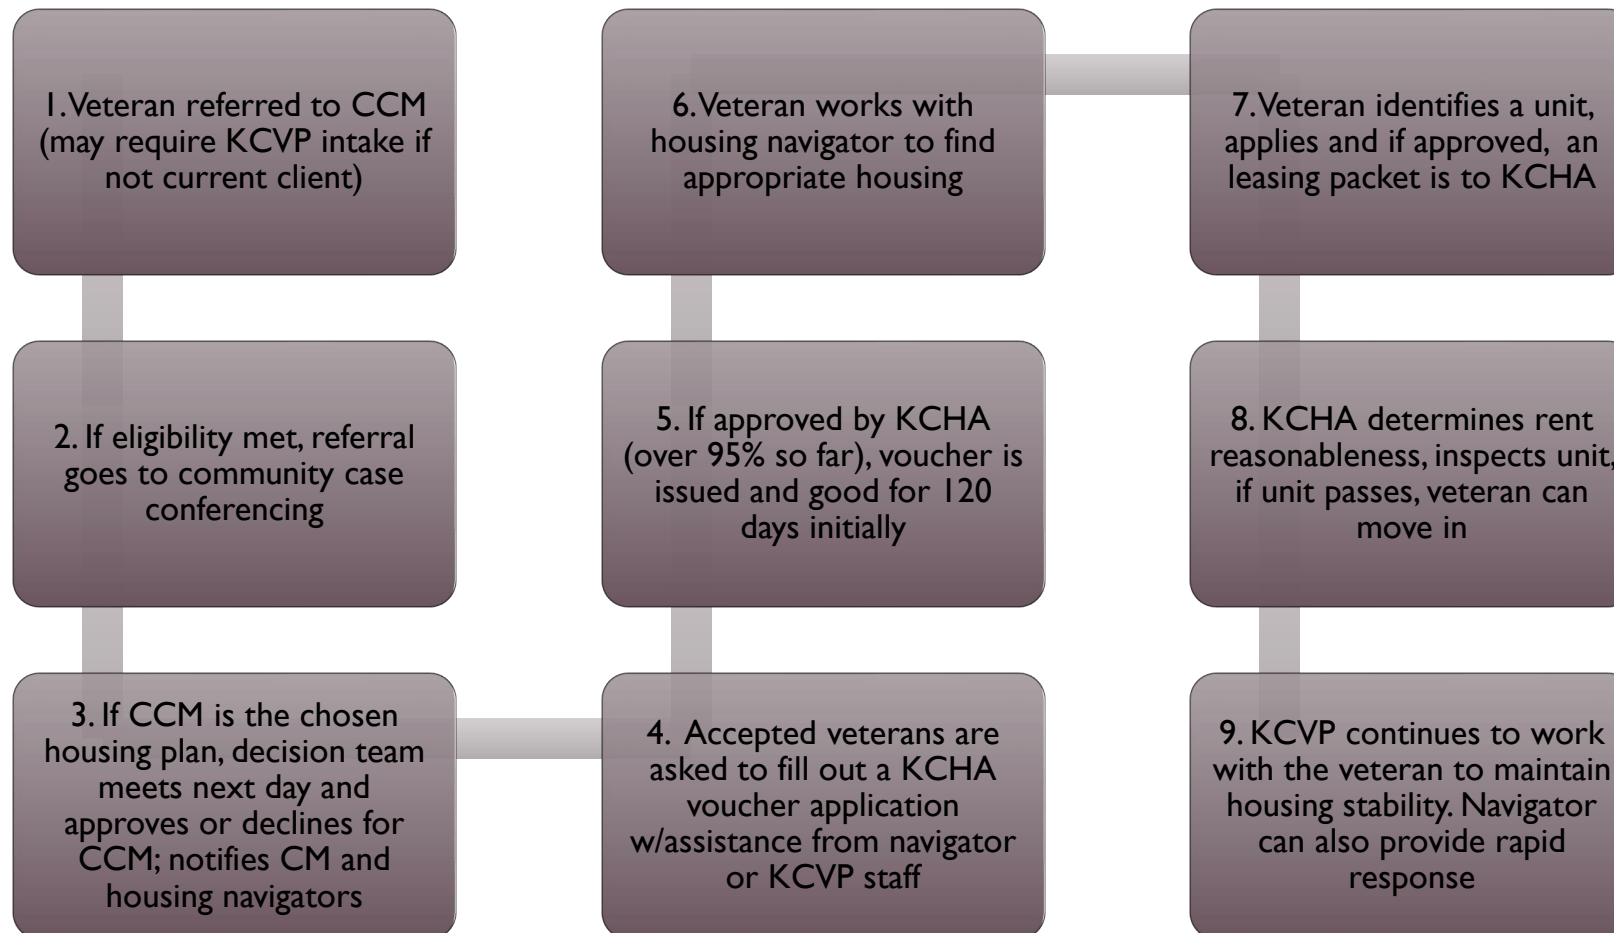 1. Veteran referred to CCM
(may require KCVP intake if
not current client)
2. If eligibility met, referral
goes to community case
conferencing
3. If CCM is the chosen
housing plan, decision team
meets next day and
approves or declines for
CCM; notifies CM and
housing navigators
4. Accepted veterans are
asked to fill out a KCHA
voucher application
w/assistance from navigator
or KCVP staff
5. If approved by KCHA
(over 95% so far), voucher is
issued and good for 120
days initially
6. Veteran works with
housing navigator to find
appropriate housing
7. Veteran identifies a unit,
applies and if approved, an
leasing packet is to KCHA
8. KCHA determines rent
reasonableness, inspects unit,
if unit passes, veteran can
move in
9. KCVP continues to work
with the veteran to maintain
housing stability. Navigator
can also provide rapid
response